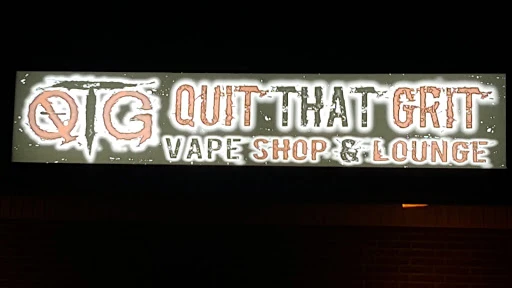 QTG
QUIT THAT GRIT
VAPE SHOP & LOUNGE